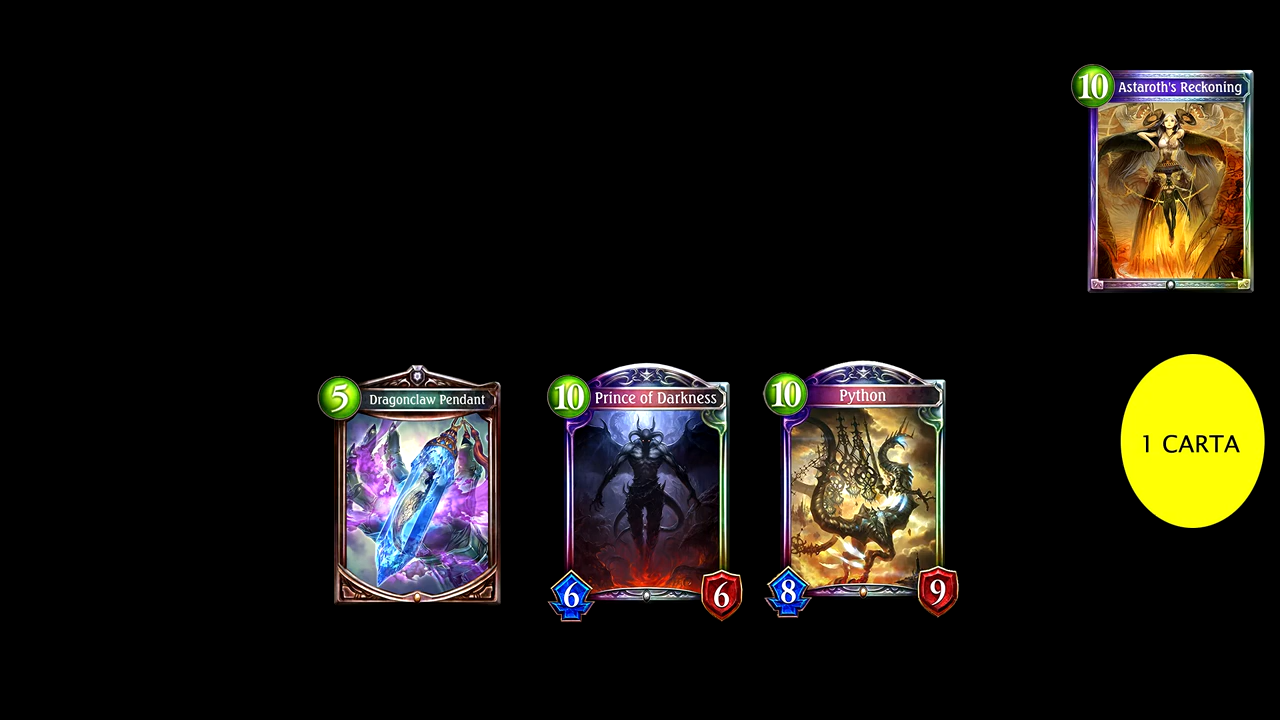 10 Astaroth's Reckoning
5 Dragonclaw Pendant
10 Prince of Darkness
6 6
10 Python
8 9
1 CARTA